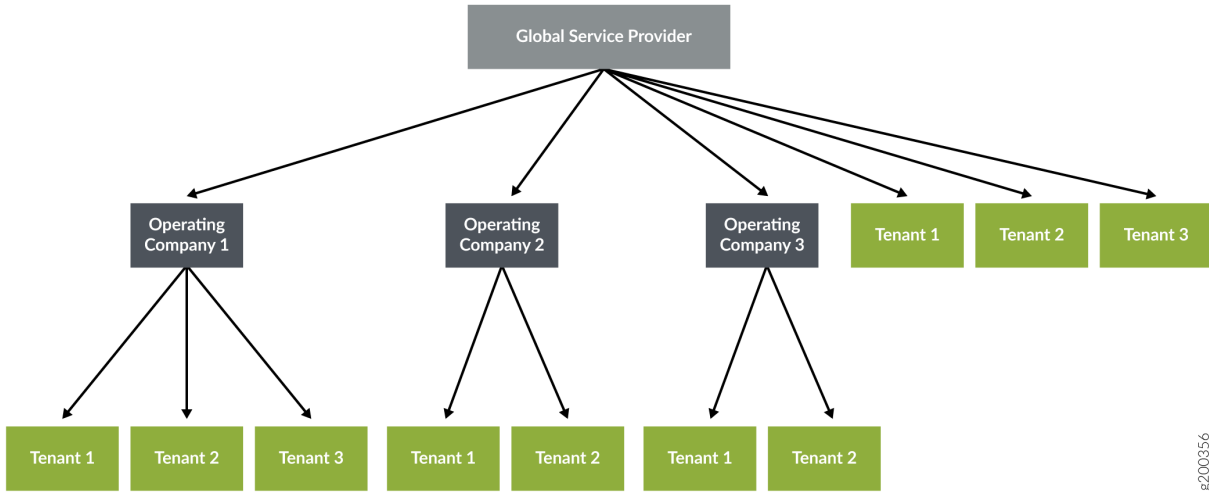 Global Service Provider
Operating
Company 1
Operating
Company 2
Operating
Company 3
Tenant 1
Tenant 2
Tenant 3
Tenant 1
Tenant 2
Tenant 3
Tenant 1
Tenant 2
Tenant 1
Tenant 2
g200356